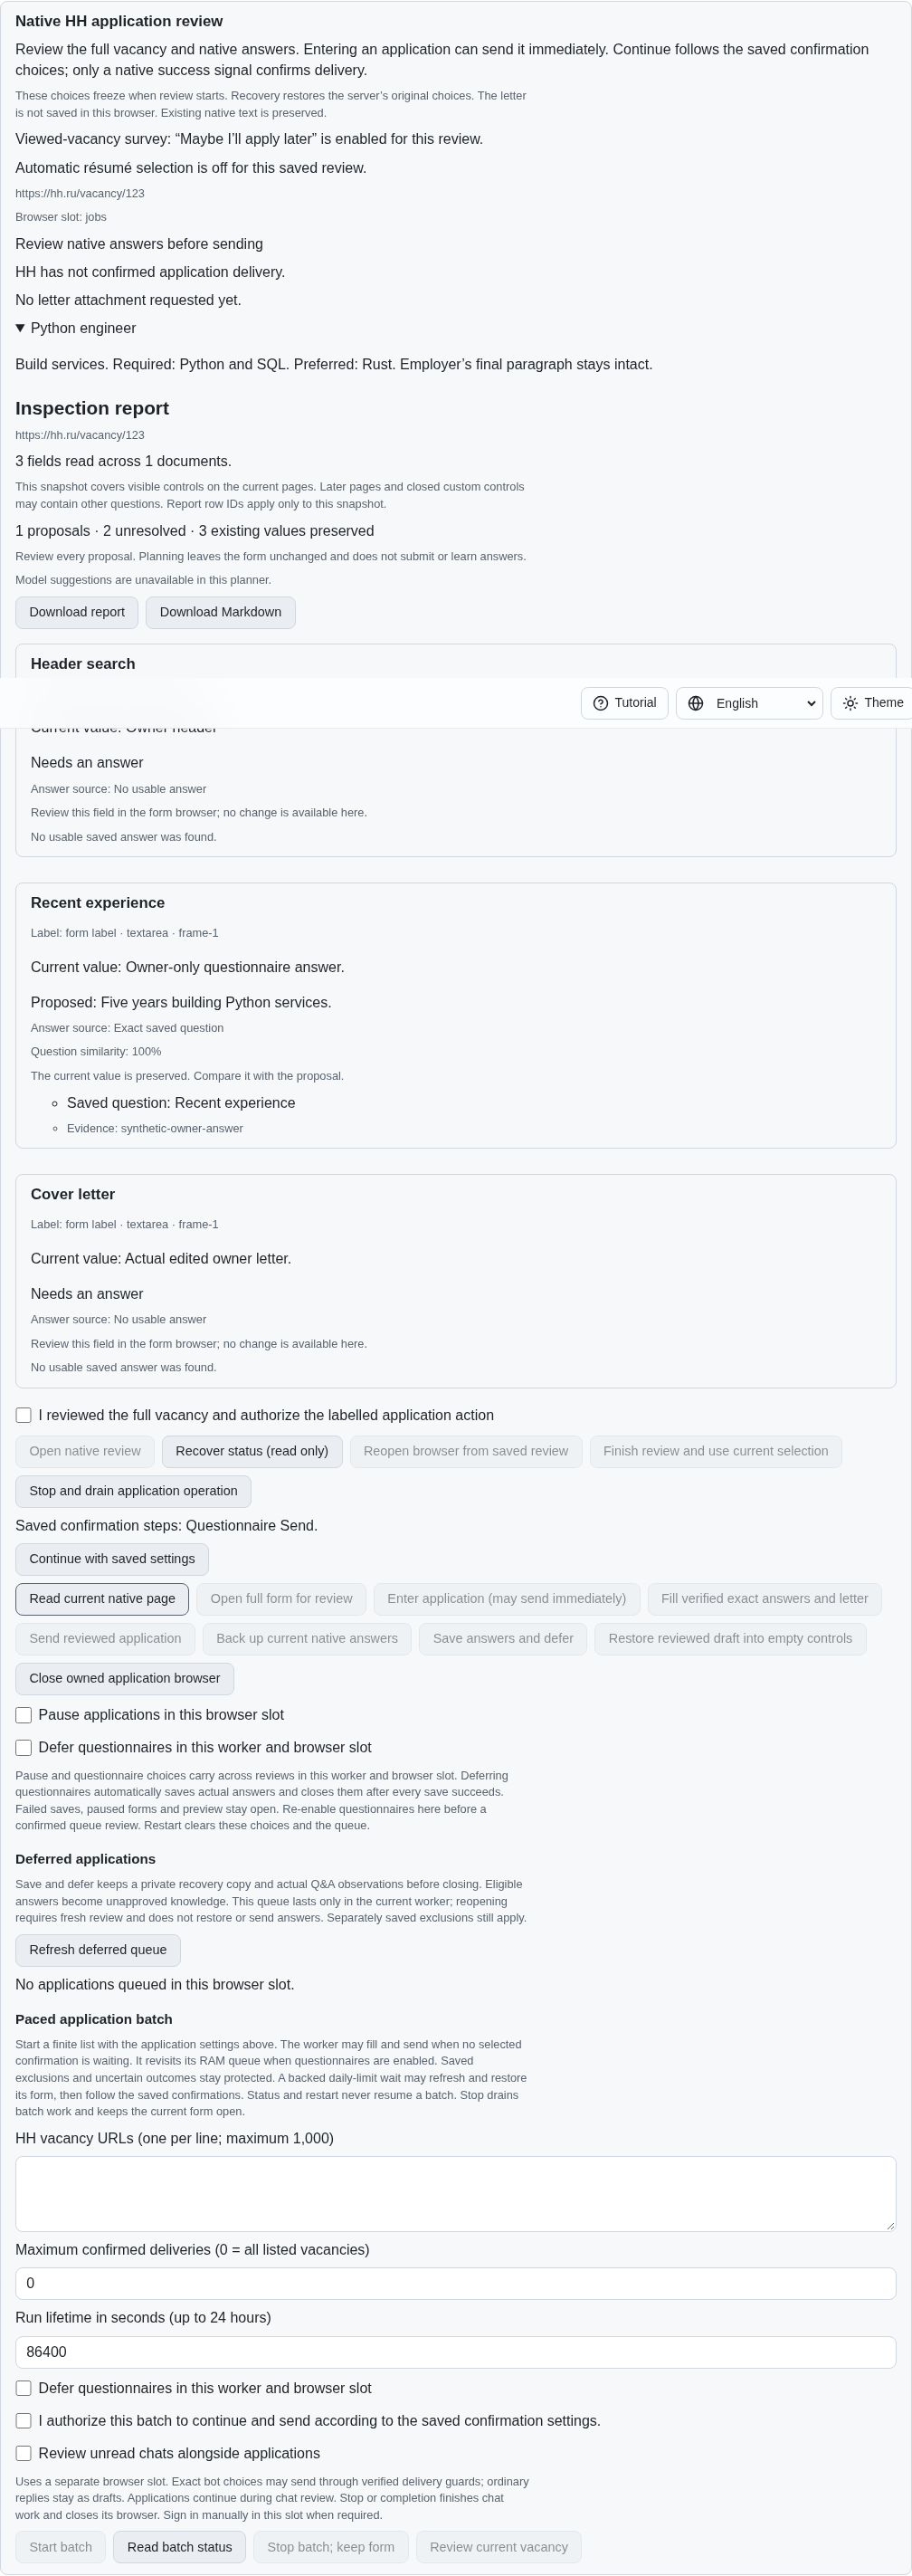 Native HH application review
Review the full vacancy and native answers. Entering an application can send it immediately. Continue follows the saved confirmation
choices; only a native success signal confirms delivery.
These choices freeze when review starts. Recovery restores the server’s original choices. The letter
is not saved in this browser. Existing native text is preserved.
Viewed-vacancy survey: “Maybe I’ll apply later” is enabled for this review.
Automatic résumé selection is off for this saved review.
https://hh.ru/vacancy/123
Browser slot: jobs
Review native answers before sending
HH has not confirmed application delivery.
No letter attachment requested yet.
Python engineer
Build services. Required: Python and SQL. Preferred: Rust. Employer’s final paragraph stays intact.
Inspection report
https://hh.ru/vacancy/123
3 fields read across 1 documents.
This snapshot covers visible controls on the current pages. Later pages and closed custom controls
may contain other questions. Report row IDs apply only to this snapshot.
1 proposals · 2 unresolved · 3 existing values preserved
Review every proposal. Planning leaves the form unchanged and does not submit or learn answers.
Model suggestions are unavailable in this planner.
Download report Download Markdown
Header search
Tutorial English Theme
Current value: Owner header
Needs an answer
Answer source: No usable answer
Review this field in the form browser; no change is available here.
No usable saved answer was found.
Recent experience
Label: form label · textarea · frame-1
Current value: Owner-only questionnaire answer.
Proposed: Five years building Python services.
Answer source: Exact saved question
Question similarity: 100%
The current value is preserved. Compare it with the proposal.
Saved question: Recent experience
Evidence: synthetic-owner-answer
Cover letter
Label: form label · textarea · frame-1
Current value: Actual edited owner letter.
Needs an answer
Answer source: No usable answer
Review this field in the form browser; no change is available here.
No usable saved answer was found.
I reviewed the full vacancy and authorize the labelled application action
Open native review Recover status (read only) Reopen browser from saved review Finish review and use current selection
Stop and drain application operation
Saved confirmation steps: Questionnaire Send.
Continue with saved settings
Read current native page Open full form for review Enter application (may send immediately) Fill verified exact answers and letter
Send reviewed application Back up current native answers Save answers and defer Restore reviewed draft into empty controls
Close owned application browser
Pause applications in this browser slot
Defer questionnaires in this worker and browser slot
Pause and questionnaire choices carry across reviews in this worker and browser slot. Deferring
questionnaires automatically saves actual answers and closes them after every save succeeds.
Failed saves, paused forms and preview stay open. Re-enable questionnaires here before a
confirmed queue review. Restart clears these choices and the queue.
Deferred applications
Save and defer keeps a private recovery copy and actual Q&A observations before closing. Eligible
answers become unapproved knowledge. This queue lasts only in the current worker; reopening
requires fresh review and does not restore or send answers. Separately saved exclusions still apply.
Refresh deferred queue
No applications queued in this browser slot.
Paced application batch
Start a finite list with the application settings above. The worker may fill and send when no selected
confirmation is waiting. It revisits its RAM queue when questionnaires are enabled. Saved
exclusions and uncertain outcomes stay protected. A backed daily-limit wait may refresh and restore
its form, then follow the saved confirmations. Status and restart never resume a batch. Stop drains
batch work and keeps the current form open.
HH vacancy URLs (one per line; maximum 1,000)
Maximum confirmed deliveries (0 = all listed vacancies)
0
Run lifetime in seconds (up to 24 hours)
86400
Defer questionnaires in this worker and browser slot
I authorize this batch to continue and send according to the saved confirmation settings.
Review unread chats alongside applications
Uses a separate browser slot. Exact bot choices may send through verified delivery guards; ordinary
replies stay as drafts. Applications continue during chat review. Stop or completion finishes chat
work and closes its browser. Sign in manually in this slot when required.
Start batch Read batch status Stop batch; keep form Review current vacancy